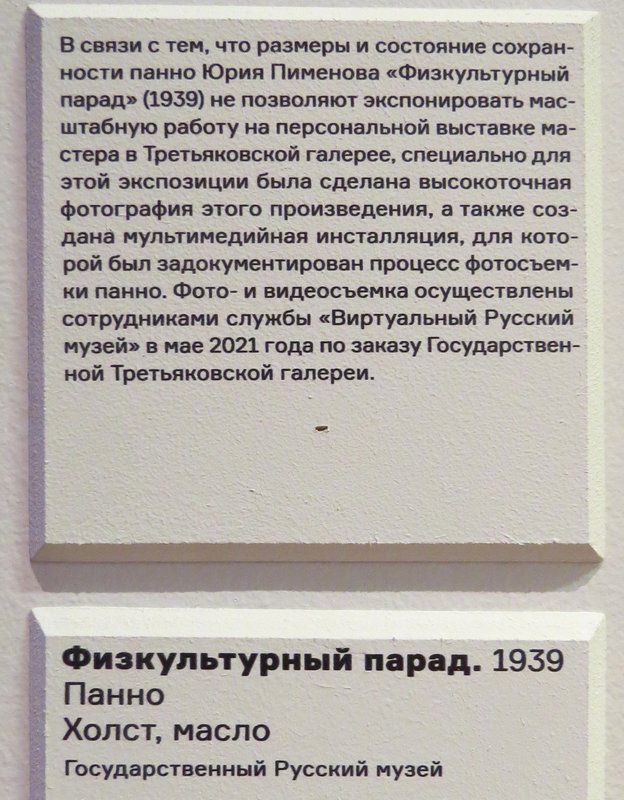 В связи с тем, что размеры и состояние сохран-
ности панно Юрия Пименова «Физкультурный
парад» (1939) не позволяют экспонировать мас-
штабную работу на персональной выставке ма-
стера в Третьяковской галерее, специально для
этой экспозиции была сделана высокоточная
фотография этого произведения, а также соз-
дана мультимедийная инсталляция, для кото-
рой был задокументирован процесс фотосъем-
ки панно. Фото- и видеосъемка осуществлены
сотрудниками службы «Виртуальный Русский
музей» в мае 2021 года по заказу Государствен-
ной Третьяковской галереи.
Физкультурный парад. 1939
Панно
Холст, масло
Государственный Русский музей